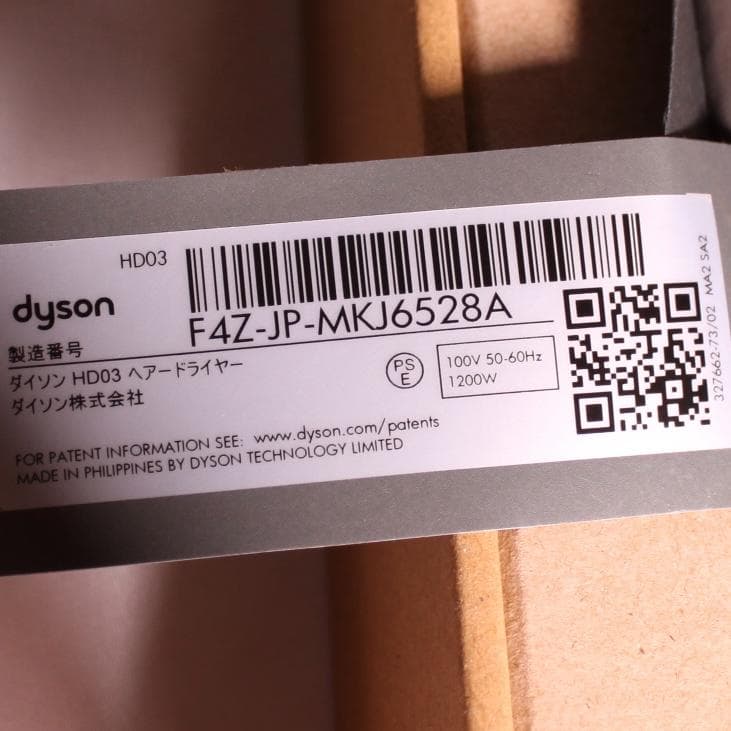 HD03
dyson
F4Z-JP-MKJ6528A
製造番号
ダイソン HD03 ヘアードライヤー
ダイソン株式会社
PS
E
100V 50-60Hz
1200W
FOR PATENT INFORMATION SEE: www.dyson.com/patents
MADE IN PHILIPPINES BY DYSON TECHNOLOGY LIMITED
327662-73/02 MA2 SA2